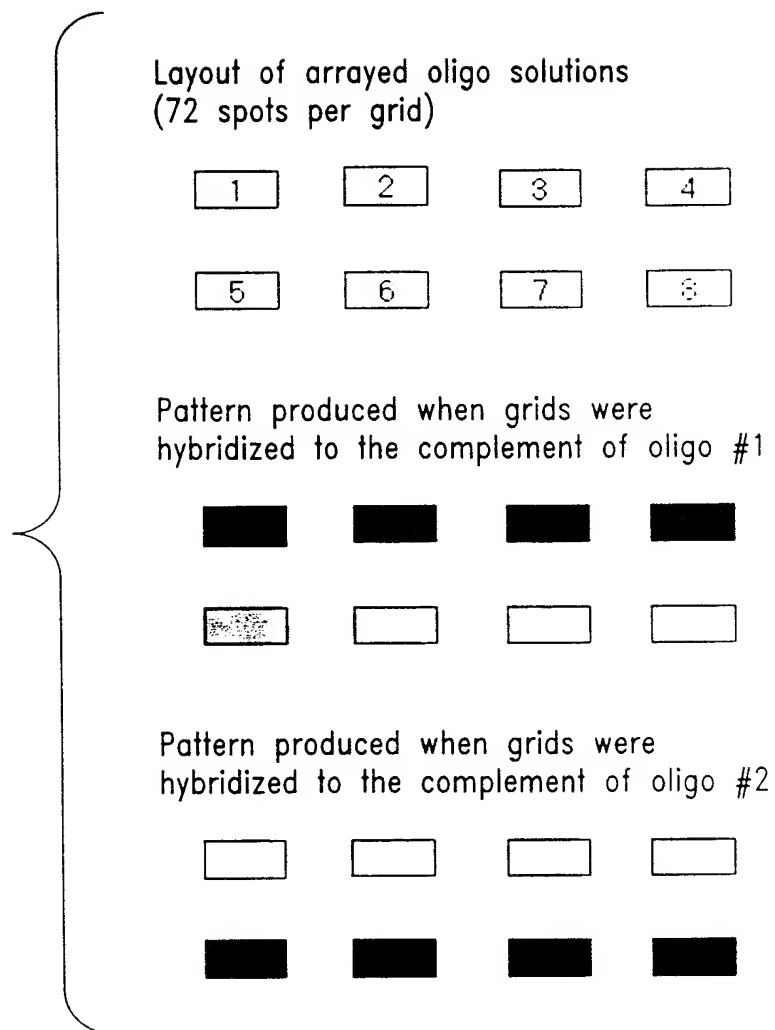 Layout of arrayed oligo solutions
(72 spots per grid)
1 2 3 4
5 6 7 8
Pattern produced when grids were
hybridized to the complement of oligo #1
Pattern produced when grids were
hybridized to the complement of oligo #2